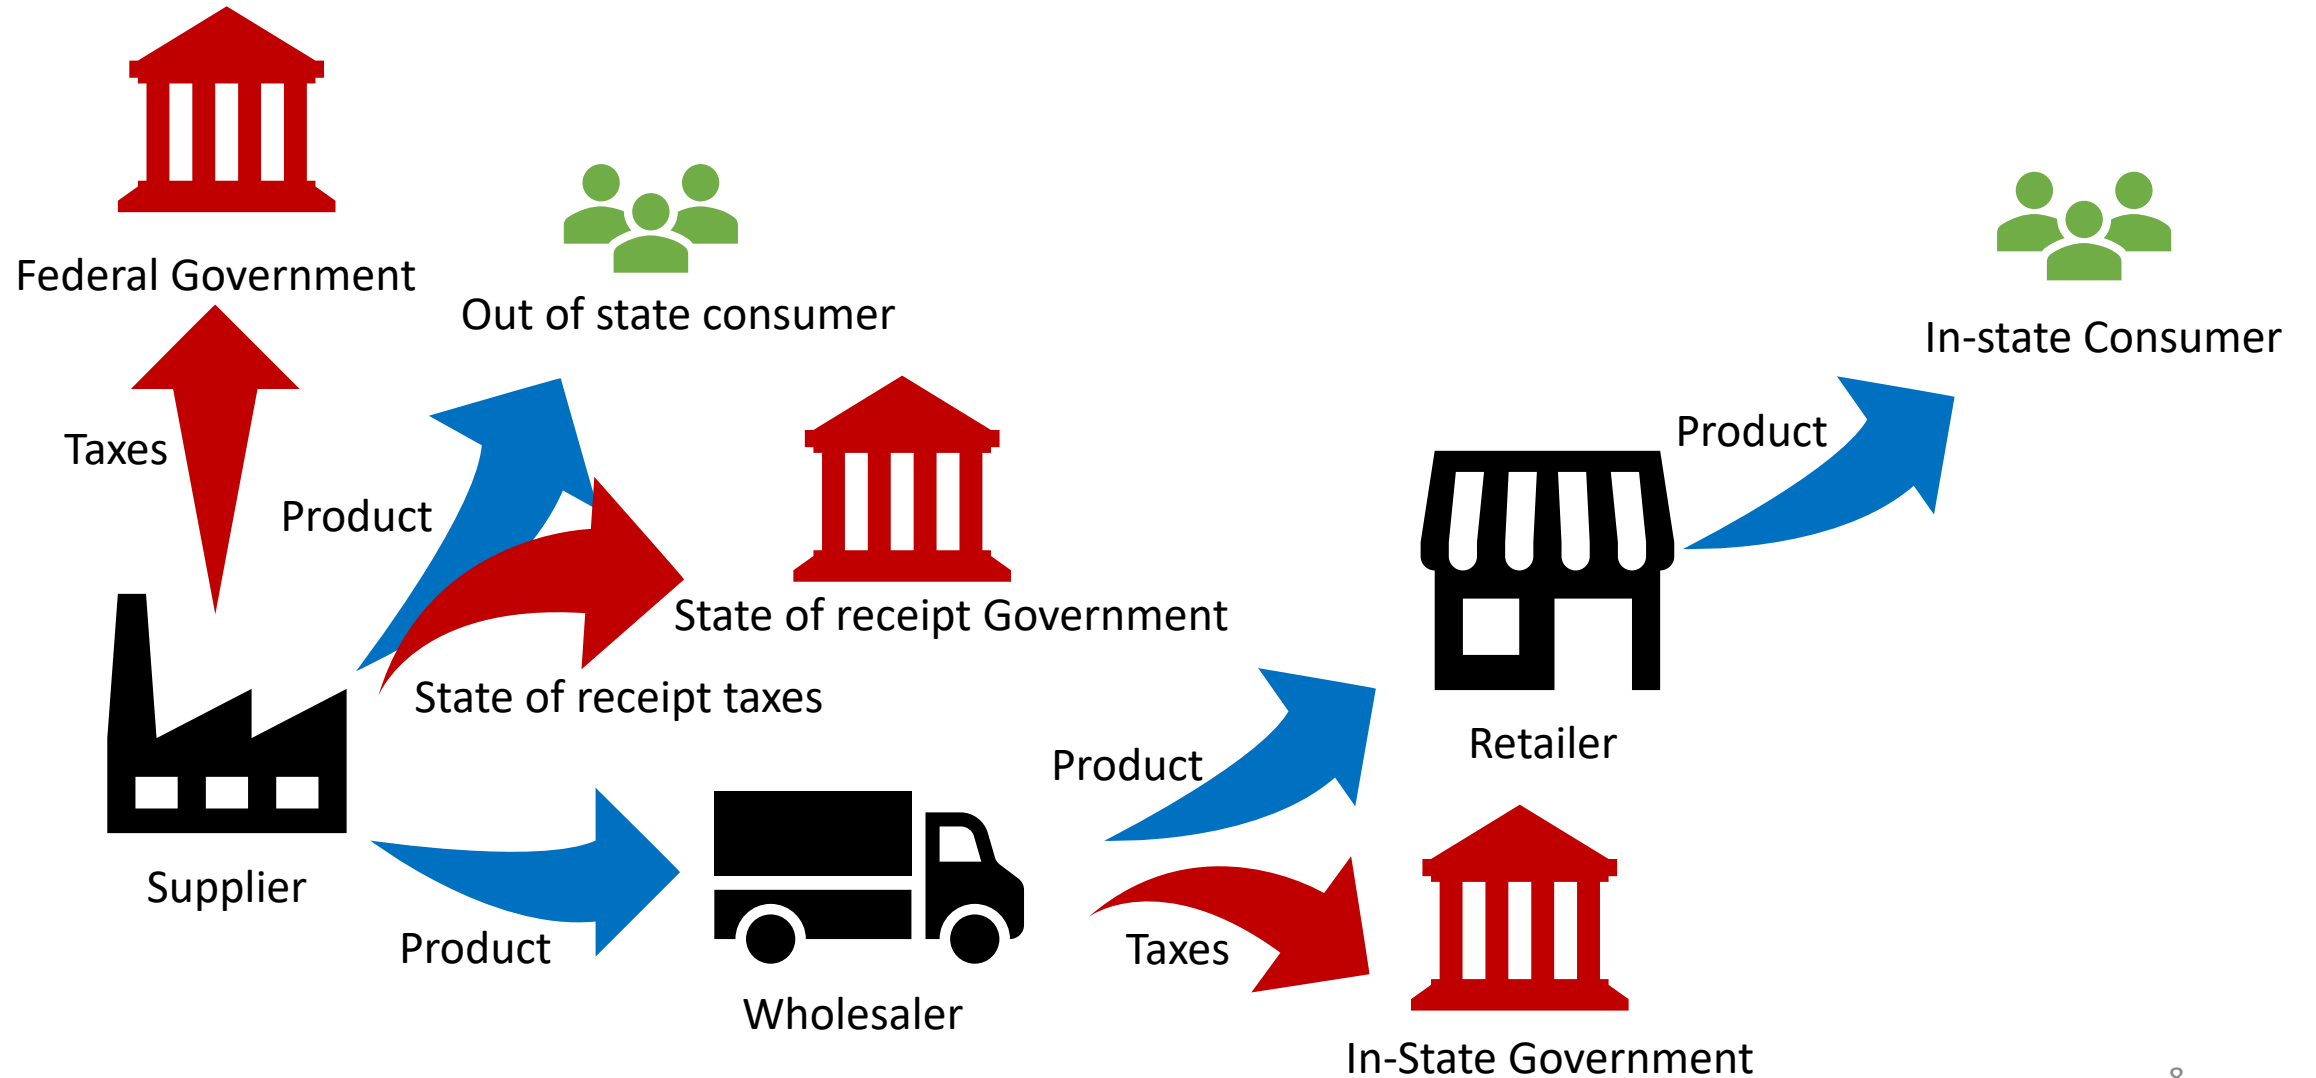 Federal Government
Out of state consumer
In-state Consumer
Taxes
Product
Product
State of receipt Government
State of receipt taxes
Product
Retailer
Supplier
Product
Taxes
Wholesaler
In-State Government